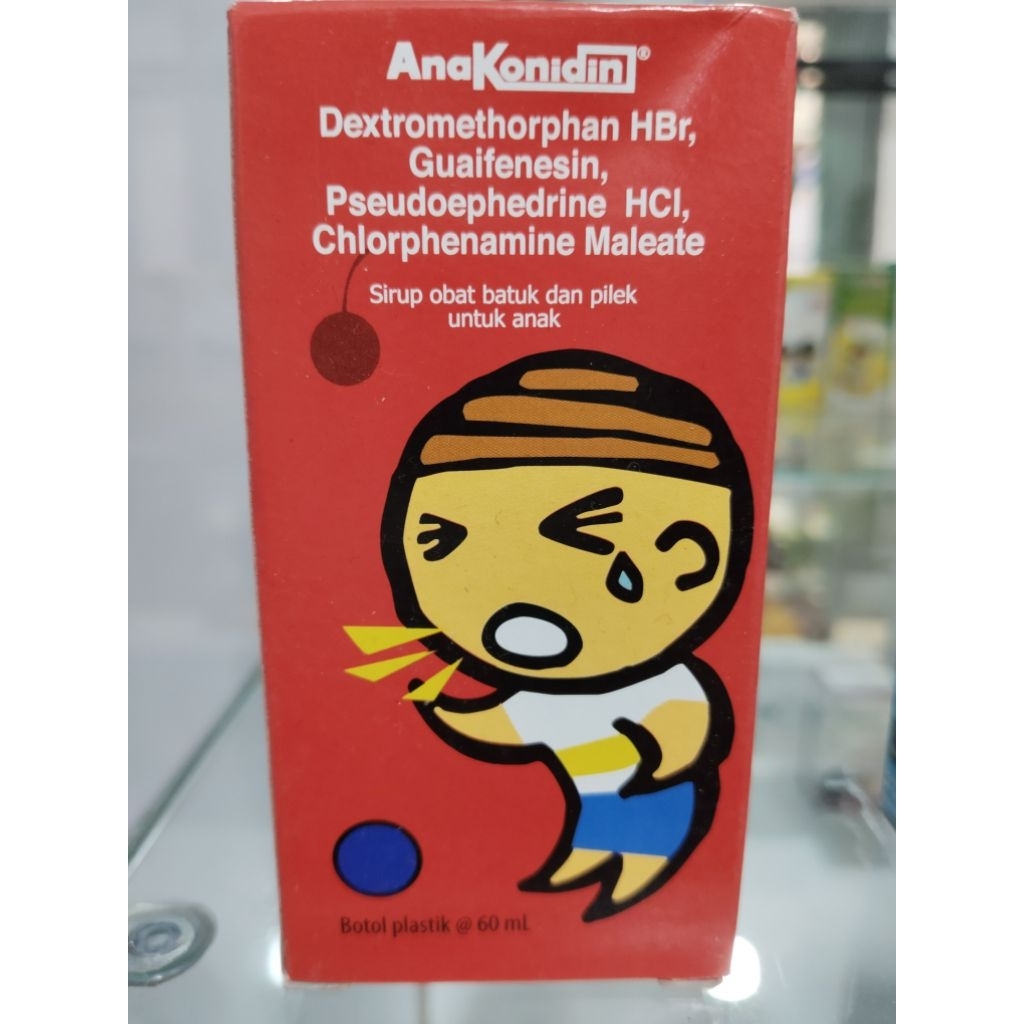 AnaKonidin®
Dextromethorphan HBr,
Guaifenesin,
Pseudoephedrine HCl,
Chlorphenamine Maleate
Sirup obat batuk dan pilek
untuk anak
Botol plastik @ 60 mL